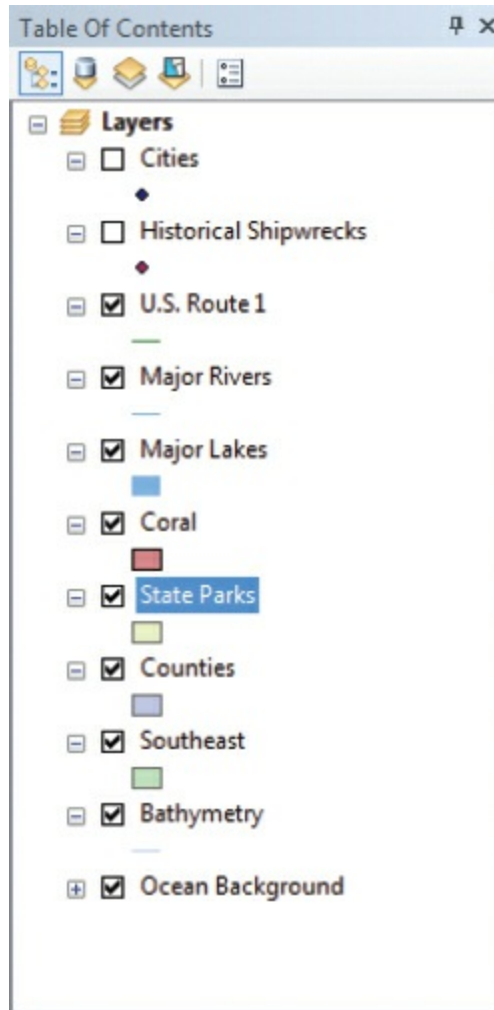 Table Of Contents
Layers
Cities
Historical Shipwrecks
U.S. Route 1
Major Rivers
Major Lakes
Coral
State Parks
Counties
Southeast
Bathymetry
Ocean Background